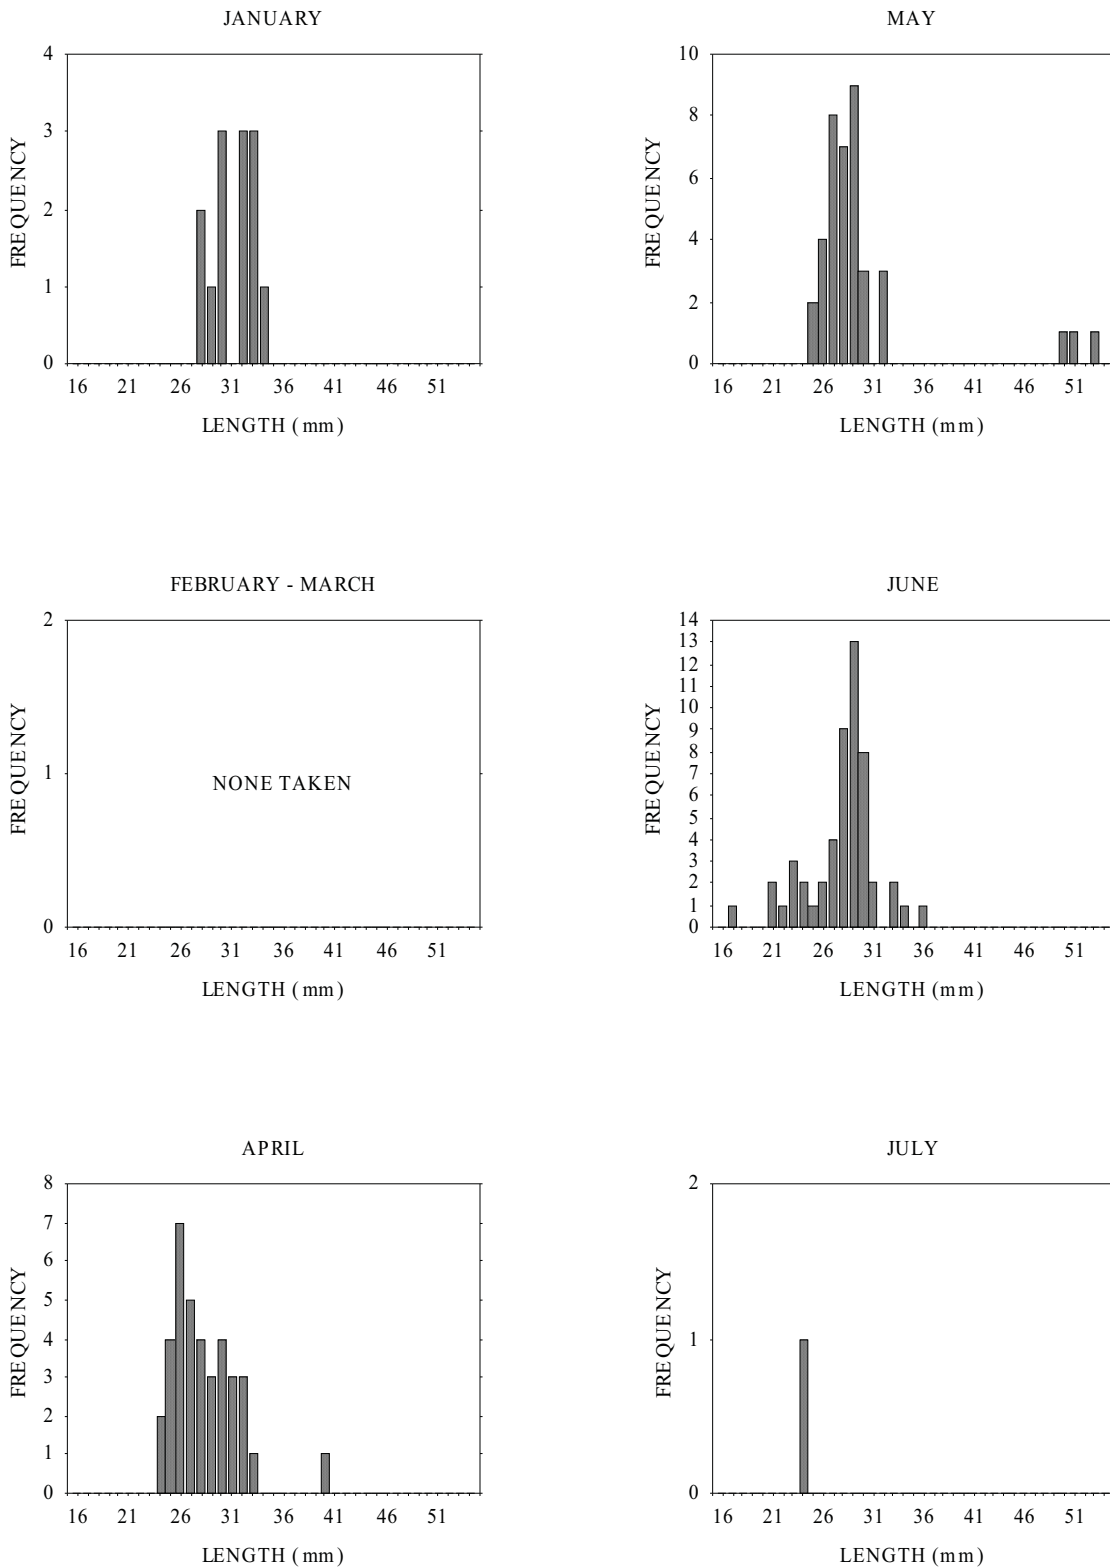 JANUARY
4
3
2
1
0
FREQUENCY
16 21 26 31 36 41 46 51
LENGTH (mm)
MAY
10
8
6
4
2
0
FREQUENCY
16 21 26 31 36 41 46 51
LENGTH (mm)
FEBRUARY - MARCH
2
1
0
FREQUENCY
NONE TAKEN
16 21 26 31 36 41 46 51
LENGTH (mm)
JUNE
14
13
12
11
10
9
8
7
6
5
4
3
2
1
0
FREQUENCY
16 21 26 31 36 41 46 51
LENGTH (mm)
APRIL
8
7
6
5
4
3
2
1
0
FREQUENCY
16 21 26 31 36 41 46 51
LENGTH (mm)
JULY
2
1
0
FREQUENCY
16 21 26 31 36 41 46 51
LENGTH (mm)